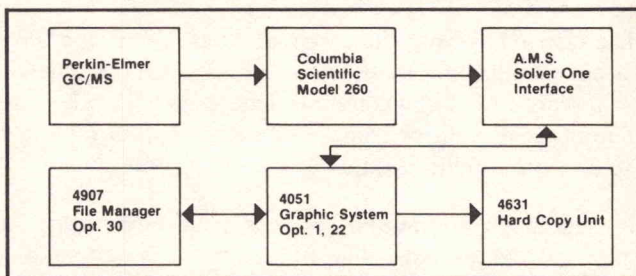 Perkin-Elmer
GC/MS
Columbia
Scientific
Model 260
A.M.S.
Solver One
Interface
4907
File Manager
Opt. 30
4051
Graphic System
Opt. 1, 22
4631
Hard Copy Unit